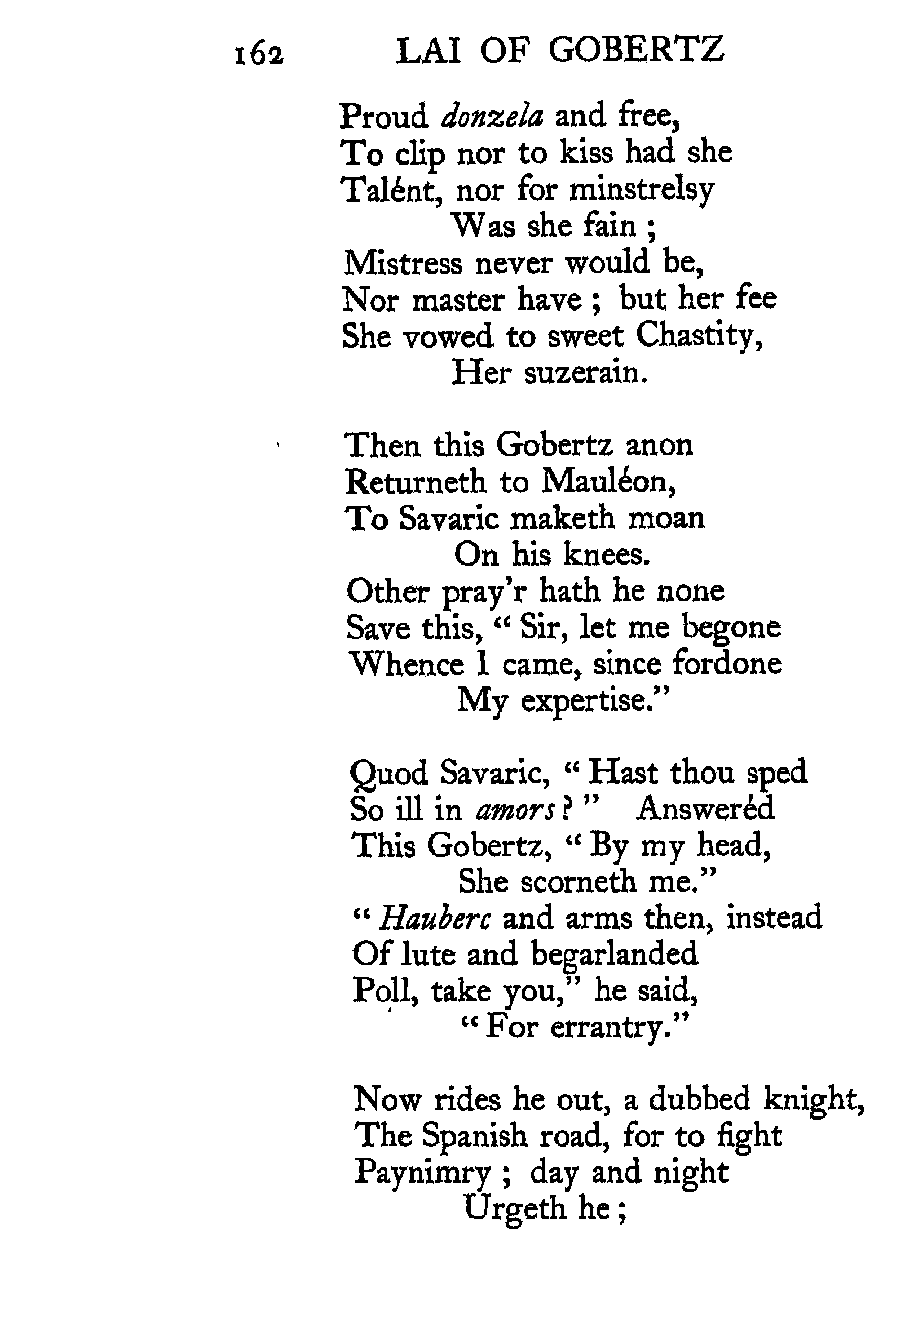 162 LAI OF GOBERTZ
Proud donzela and free,
To clip nor to kiss had she
Talént, nor for minstrelsy
Was she fain ;
Mistress never would be,
Nor master have ; but her fee
She vowed to sweet Chastity,
Her suzerain.
Then this Gobertz anon
Returneth to Mauléon,
To Savaric maketh moan
On his knees.
Other pray'r hath he none
Save this, “ Sir, let me begone
Whence I came, since fordone
My expertise.”
Quod Savaric, “ Hast thou sped
So ill in amors ? ” Answeréd
This Gobertz, “ By my head,
She scorneth me.”
“ Hauberc and arms then, instead
Of lute and begarlanded
Poll, take you,” he said,
“ For errantry.”
Now rides he out, a dubbed knight,
The Spanish road, for to fight
Paynimry ; day and night
Urgeth he ;